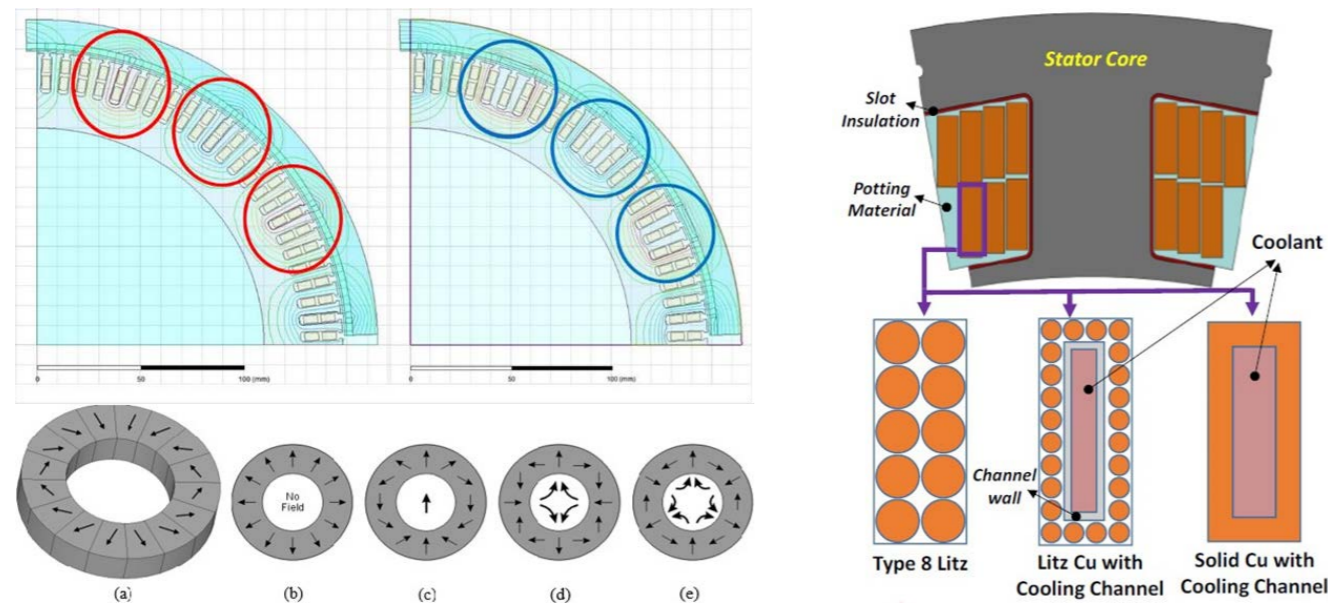 0
50
100 (mm)
0
50
100 (mm)
No
Field
(a)
(b)
(c)
(d)
(e)
Stator Core
Slot
Insulation
Potting
Material
Coolant
Channel
wall
Type 8 Litz
Litz Cu with
Cooling Channel
Solid Cu with
Cooling Channel